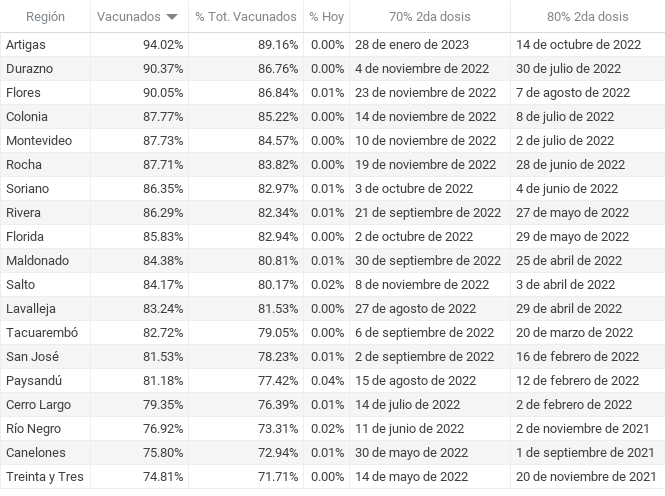 Región Vacunados % Tot. Vacunados % Hoy 70% 2da dosis 80% 2da dosis
Artigas 94.02% 89.16% 0.00% 28 de enero de 2023 14 de octubre de 2022
Durazno 90.37% 86.76% 0.00% 4 de noviembre de 2022 30 de julio de 2022
Flores 90.05% 86.84% 0.01% 23 de noviembre de 2022 7 de agosto de 2022
Colonia 87.77% 85.22% 0.00% 14 de noviembre de 2022 8 de julio de 2022
Montevideo 87.73% 84.57% 0.00% 10 de noviembre de 2022 2 de julio de 2022
Rocha 87.71% 83.82% 0.00% 19 de noviembre de 2022 28 de junio de 2022
Soriano 86.35% 82.97% 0.01% 3 de octubre de 2022 4 de junio de 2022
Rivera 86.29% 82.34% 0.01% 21 de septiembre de 2022 27 de mayo de 2022
Florida 85.83% 82.94% 0.00% 2 de octubre de 2022 29 de mayo de 2022
Maldonado 84.38% 80.81% 0.01% 30 de septiembre de 2022 25 de abril de 2022
Salto 84.17% 80.17% 0.02% 8 de noviembre de 2022 3 de abril de 2022
Lavalleja 83.24% 81.53% 0.00% 27 de agosto de 2022 29 de abril de 2022
Tacuarembó 82.72% 79.05% 0.00% 6 de septiembre de 2022 20 de marzo de 2022
San José 81.53% 78.23% 0.01% 2 de septiembre de 2022 16 de febrero de 2022
Paysandú 81.18% 77.42% 0.04% 15 de agosto de 2022 12 de febrero de 2022
Cerro Largo 79.35% 76.39% 0.01% 14 de julio de 2022 2 de febrero de 2022
Río Negro 76.92% 73.31% 0.02% 11 de junio de 2022 2 de noviembre de 2021
Canelones 75.80% 72.94% 0.01% 30 de mayo de 2022 1 de septiembre de 2021
Treinta y Tres 74.81% 71.71% 0.00% 14 de mayo de 2022 20 de noviembre de 2021